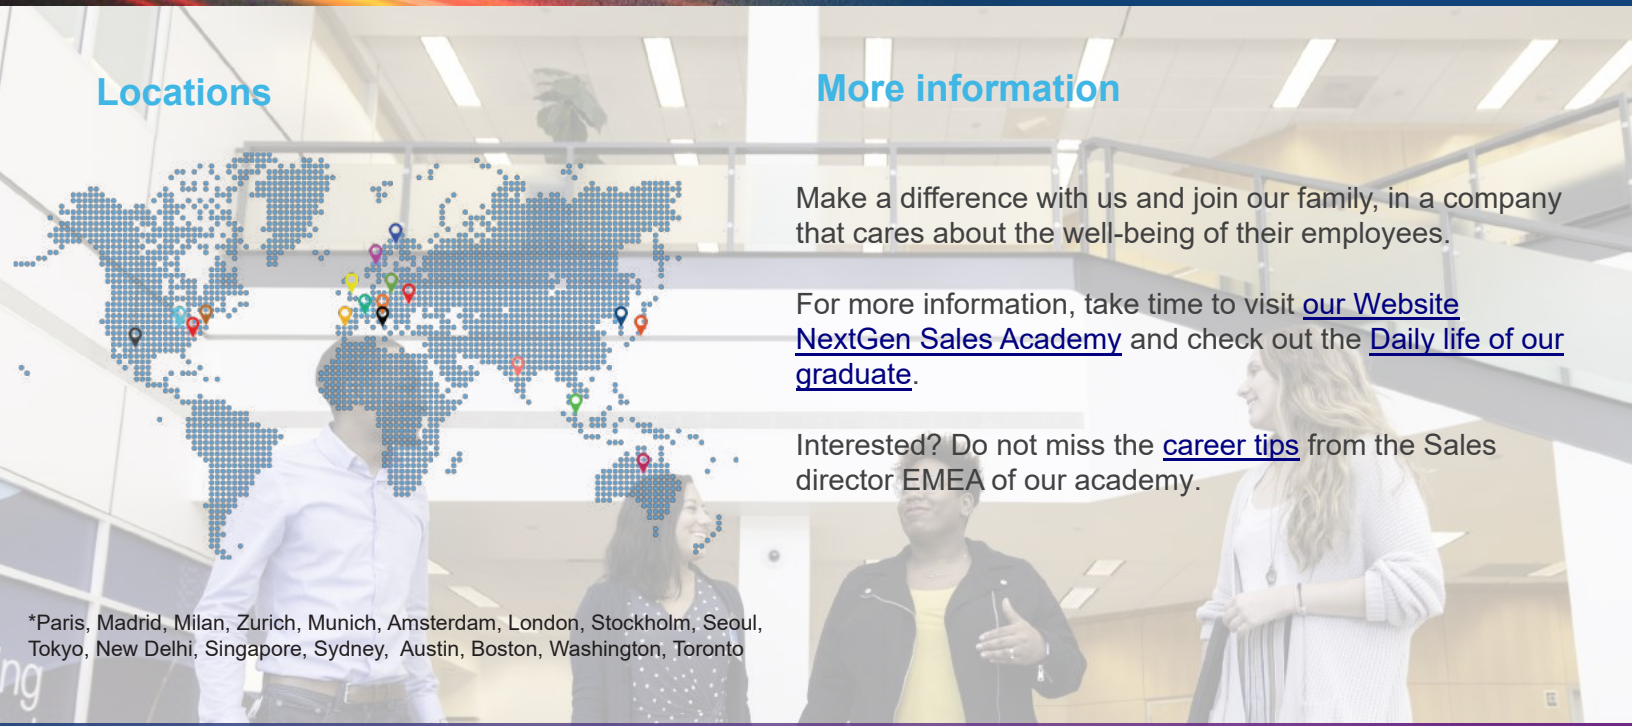 Locations
*Paris, Madrid, Milan, Zurich, Munich, Amsterdam, London, Stockholm, Seoul,
Tokyo, New Delhi, Singapore, Sydney, Austin, Boston, Washington, Toronto
More information
Make a difference with us and join our family, in a company
that cares about the well-being of their employees.
For more information, take time to visit our Website
NextGen Sales Academy and check out the Daily life of our
graduate.
Interested? Do not miss the career tips from the Sales
director EMEA of our academy.
ng